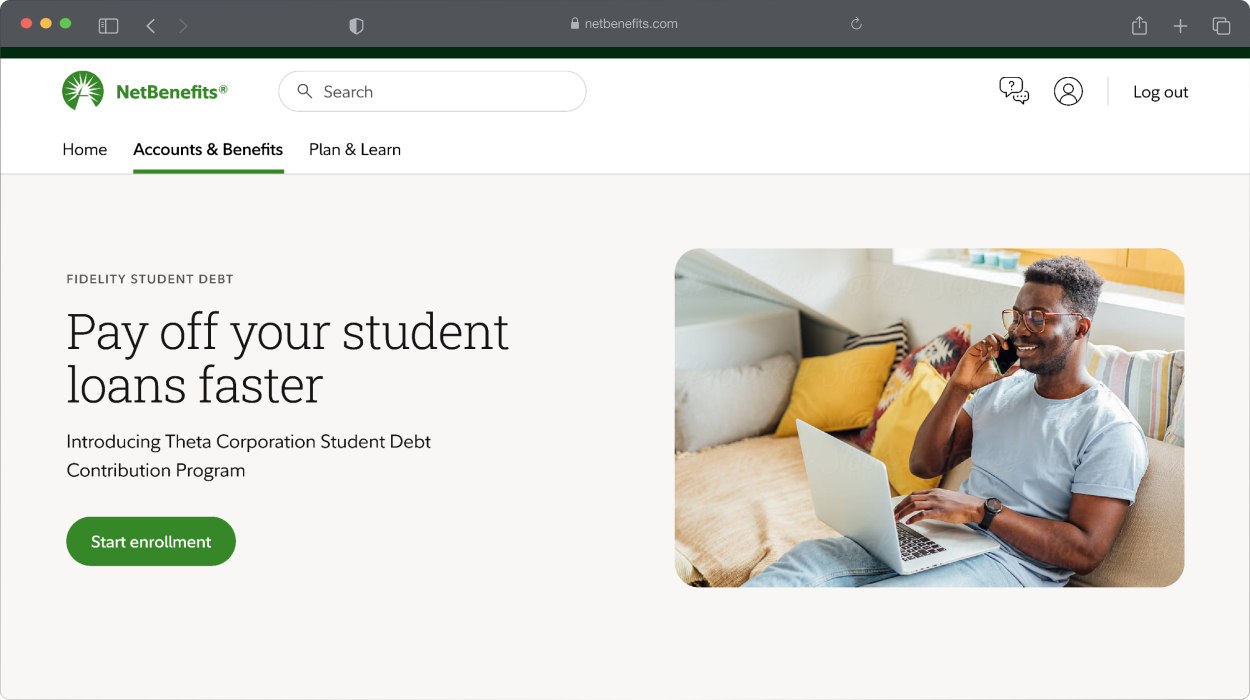 netbenefits.com
NetBenefits®
Search
Log out
Home
Accounts & Benefits
Plan & Learn
FIDELITY STUDENT DEBT
Pay off your student
loans faster
Introducing Theta Corporation Student Debt
Contribution Program
Start enrollment